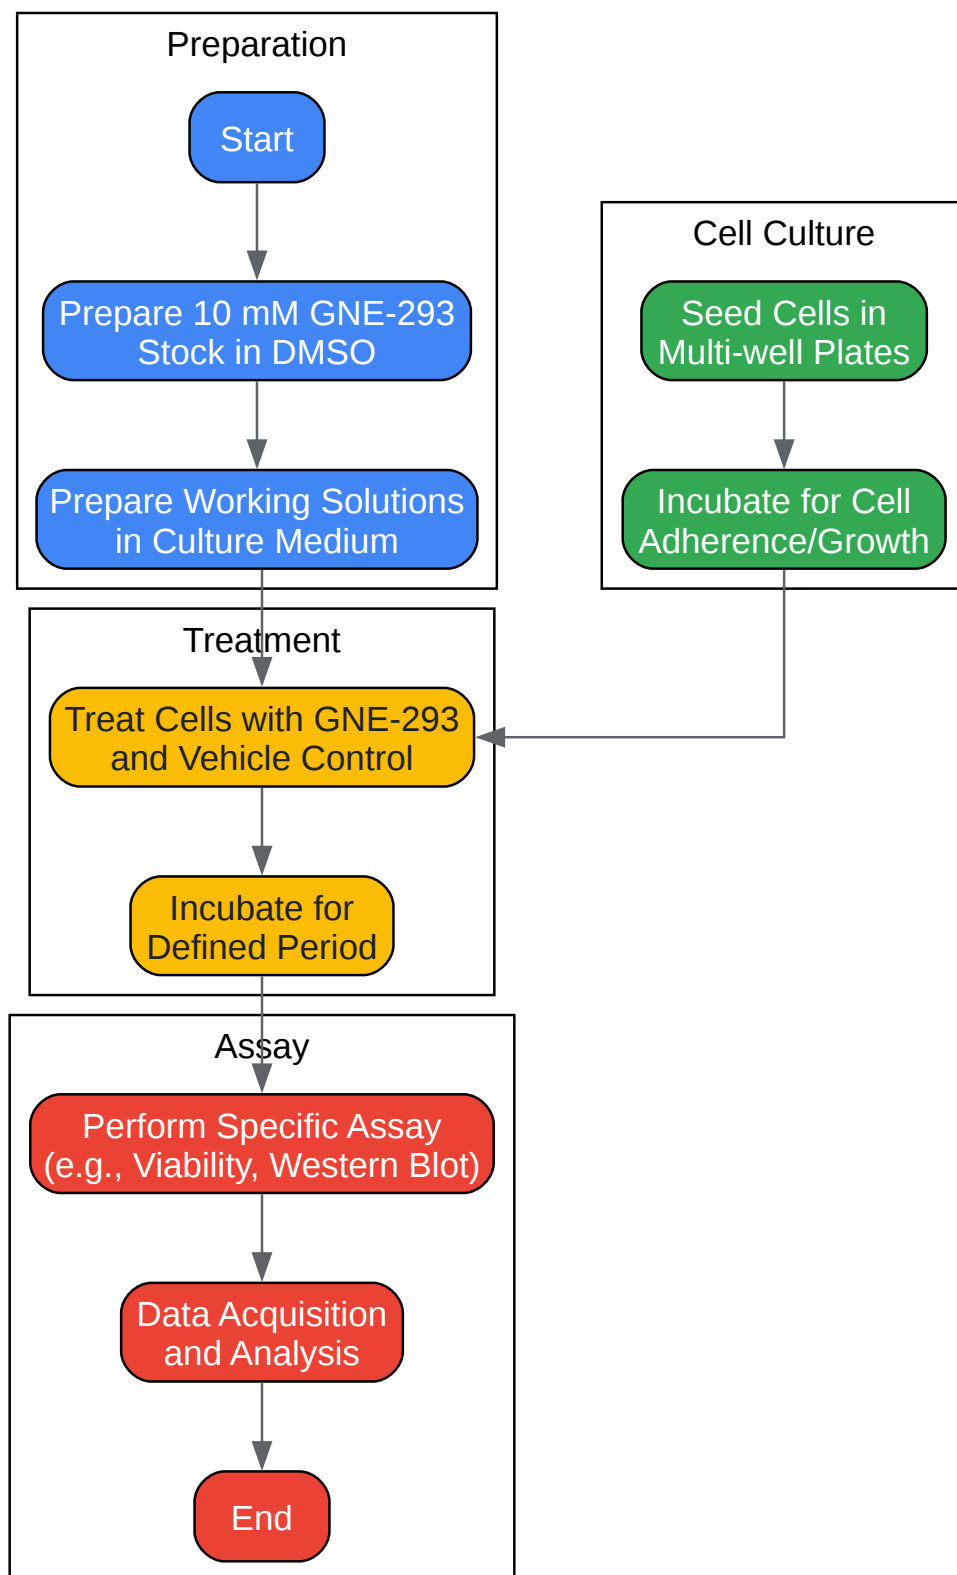 Preparation
Start
Prepare 10 mM GNE-293
Stock in DMSO
Prepare Working Solutions
in Culture Medium
Cell Culture
Seed Cells in
Multi-well Plates
Incubate for Cell
Adherence/Growth
Treatment
Treat Cells with GNE-293
and Vehicle Control
Incubate for
Defined Period
Assay
Perform Specific Assay
(e.g., Viability, Western Blot)
Data Acquisition
and Analysis
End